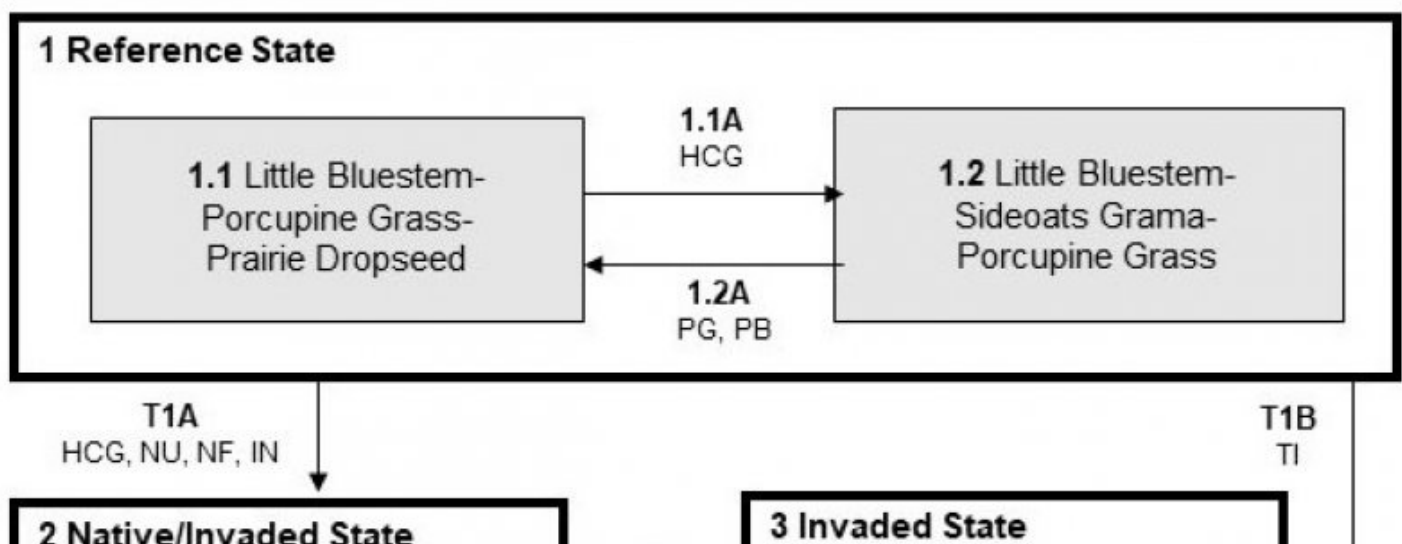 1 Reference State
1.1 Little Bluestem-
Porcupine Grass-
Prairie Dropseed
1.1A
HCG
1.2 Little Bluestem-
Sideoats Grama-
Porcupine Grass
1.2A
PG, PB
T1A
HCG, NU, NF, IN
T1B
TI
2 Native/Invaded State
3 Invaded State